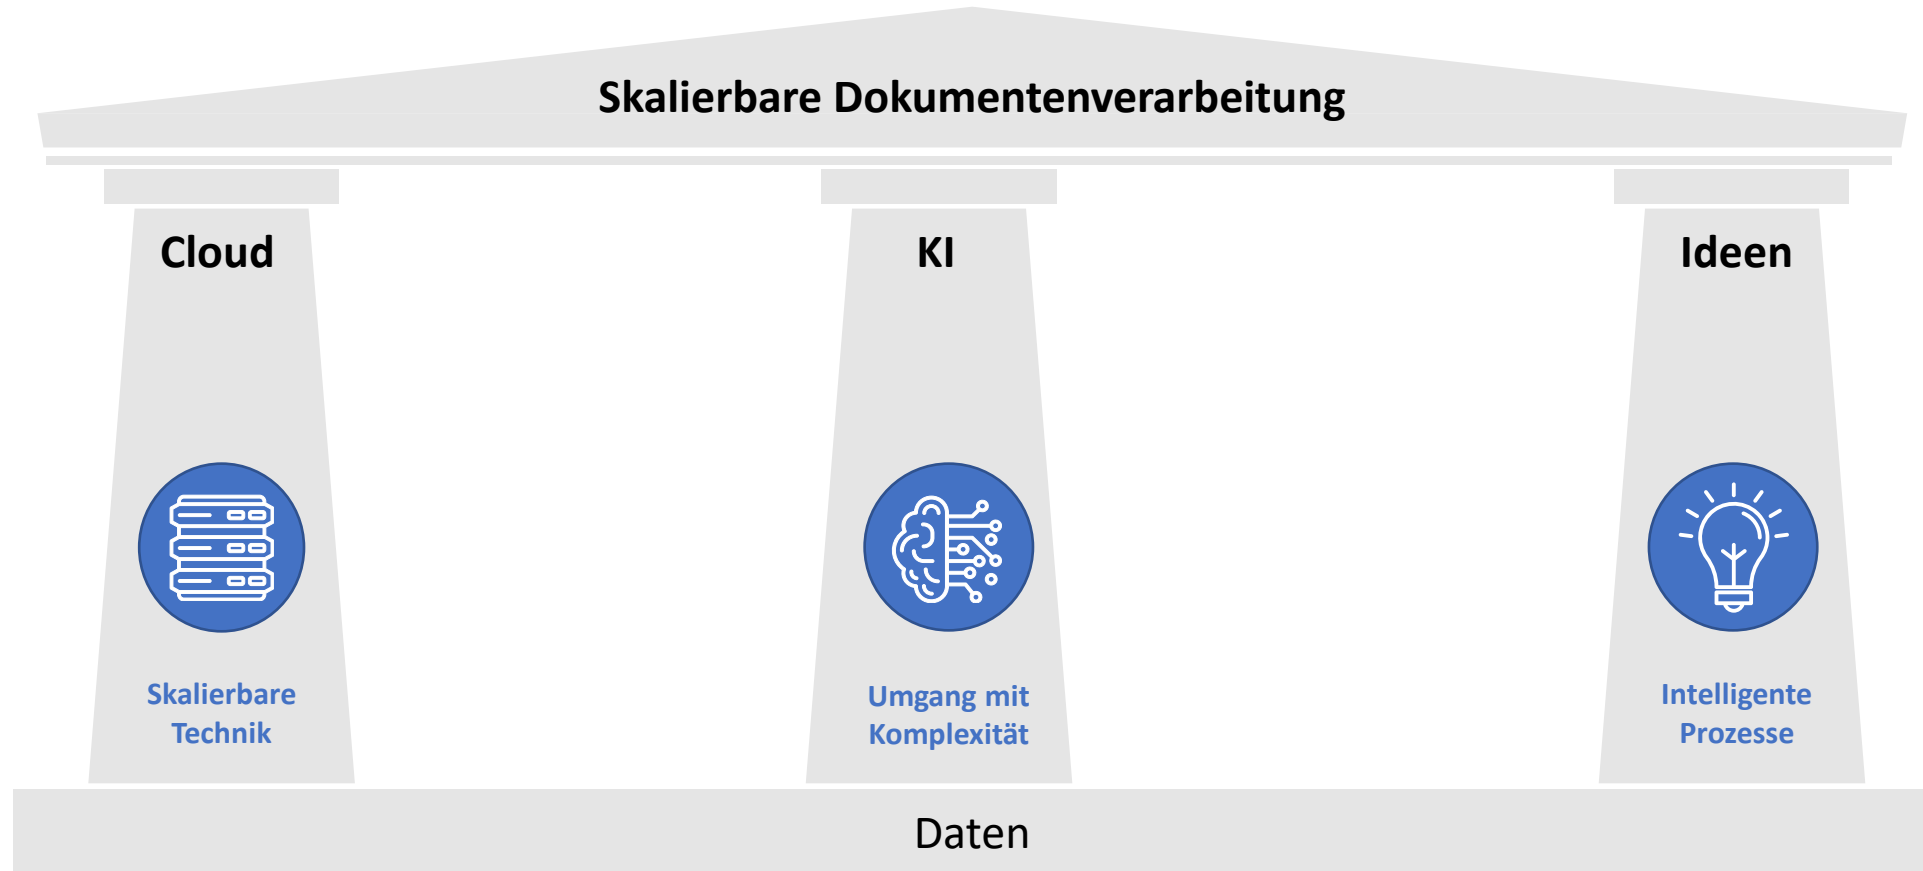 Skalierbare Dokumentenverarbeitung
Cloud
KI
Ideen
Skalierbare
Technik
Umgang mit
Komplexität
Intelligente
Prozesse
Daten